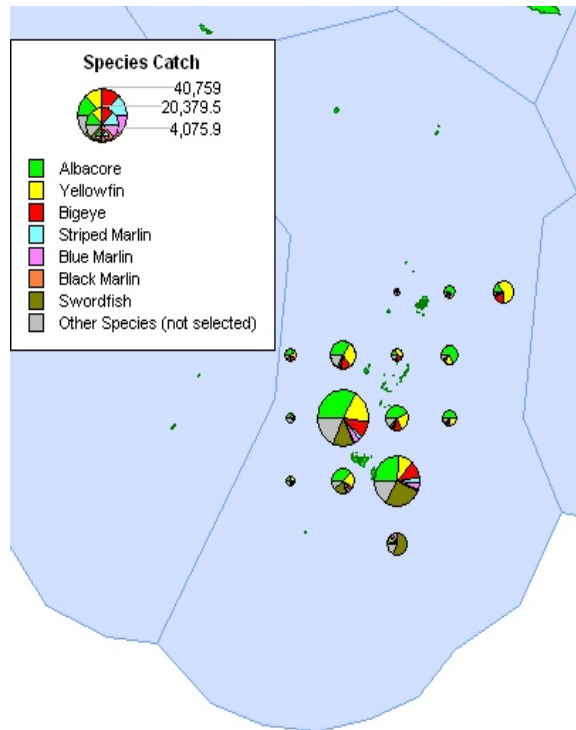 Species Catch
40,759
20,379.5
4,075.9
Albacore
Yellowfin
Bigeye
Striped Marlin
Blue Marlin
Black Marlin
Swordfish
Other Species (not selected)